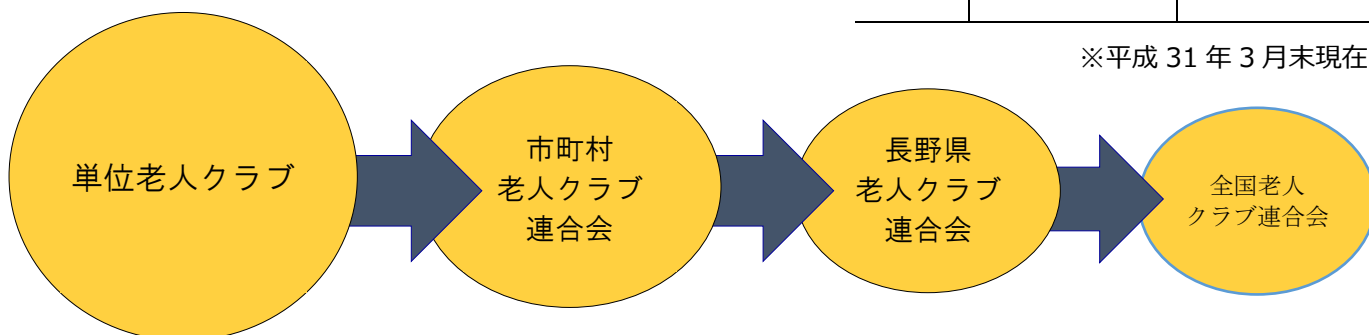 ※平成 31 年 3 月末現在
単位老人クラブ
市町村
老人クラブ
連合会
長野県
老人クラブ
連合会
全国老人
クラブ連合会